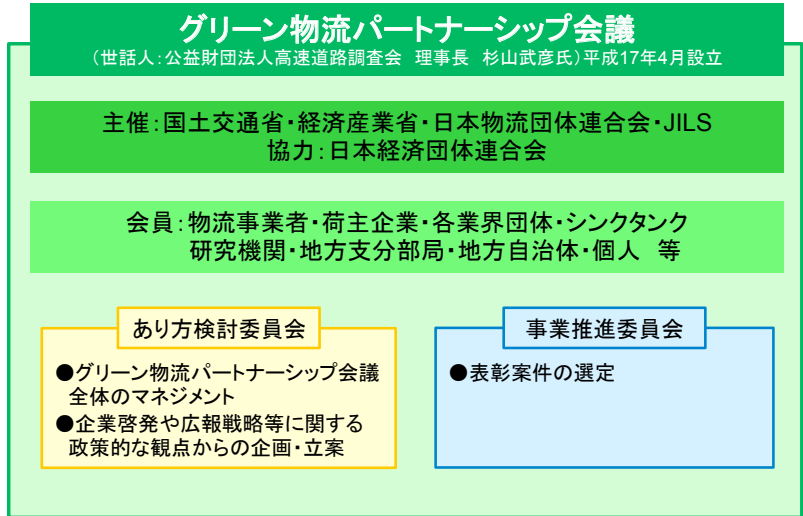 グリーン物流パートナーシップ会議
（世話人：公益財団法人高速道路調査会　理事長　杉山武彦氏）平成17年4月設立
主催：国土交通省・経済産業省・日本物流団体連合会・JILS
協力：日本経済団体連合会
会員：物流事業者・荷主企業・各業界団体・シンクタンク
研究機関・地方支分部局・地方自治体・個人　等
あり方検討委員会
●グリーン物流パートナーシップ会議
全体のマネジメント
●企業啓発や広報戦略等に関する
政策的な観点からの企画・立案
事業推進委員会
●表彰案件の選定